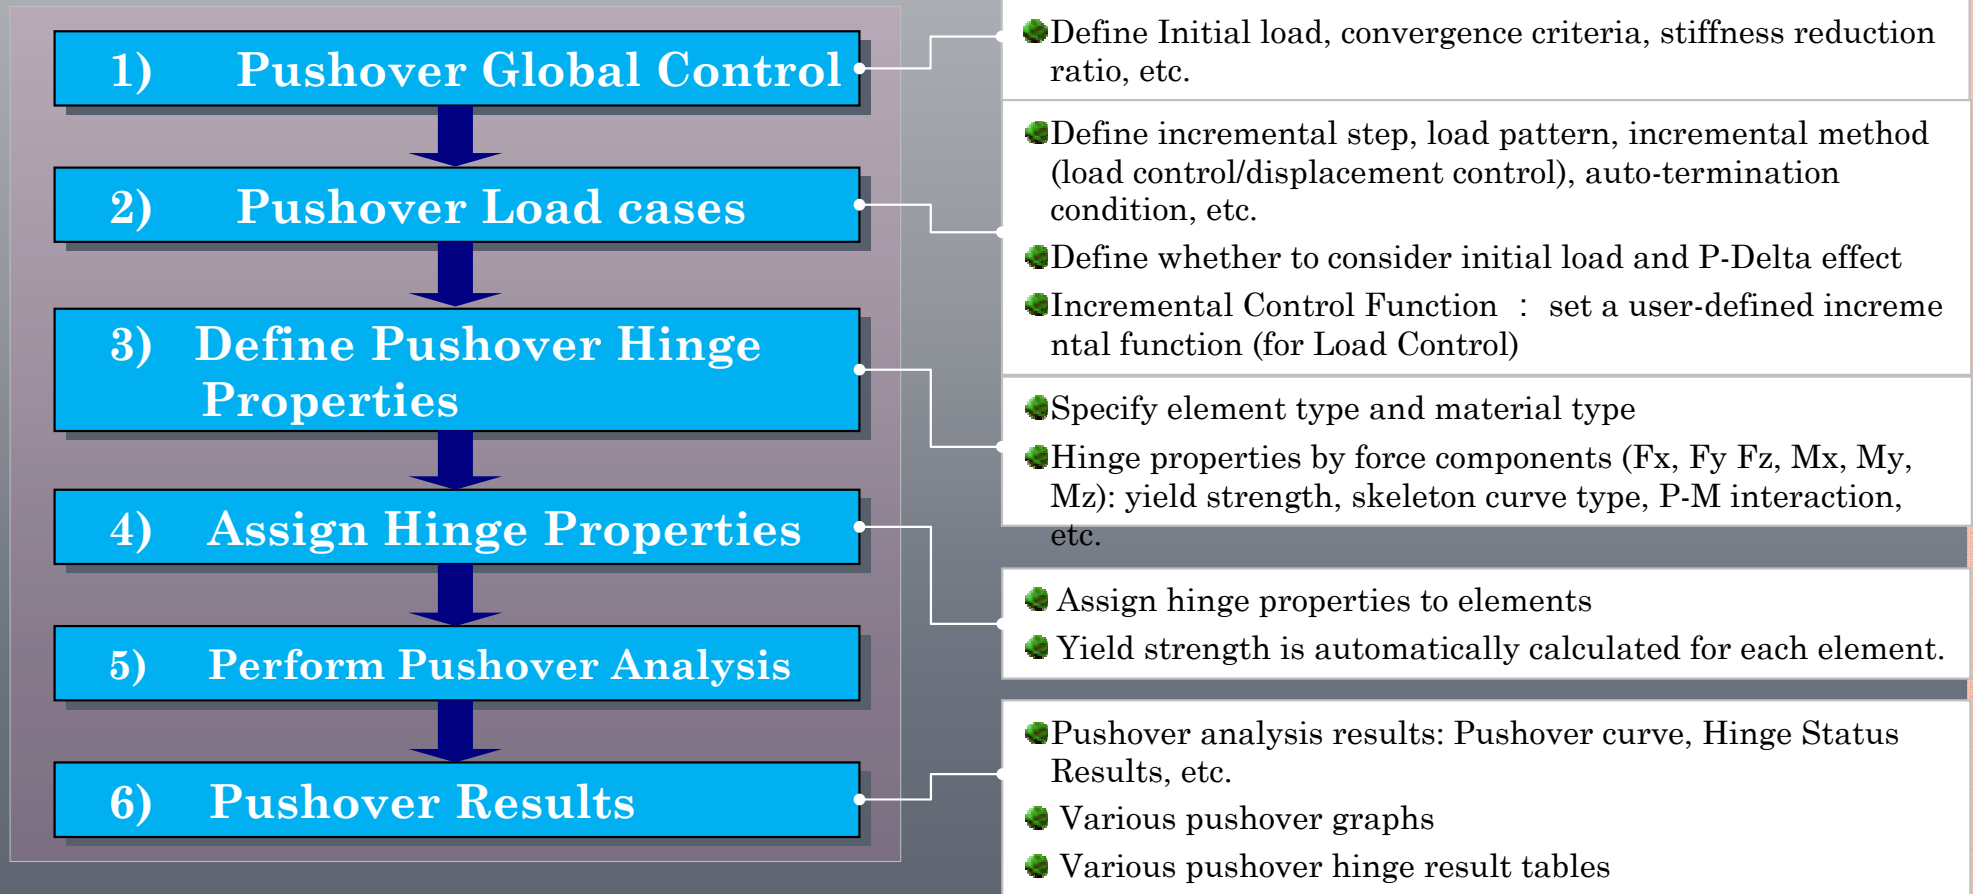 1) Pushover Global Control
Define Initial load, convergence criteria, stiffness reduction
ratio, etc.
2) Pushover Load cases
Define incremental step, load pattern, incremental method
(load control/displacement control), auto-termination
condition, etc.
Define whether to consider initial load and P-Delta effect
Incremental Control Function : set a user-defined increme
ntal function (for Load Control)
3) Define Pushover Hinge
Properties
Specify element type and material type
Hinge properties by force components (Fx, Fy Fz, Mx, My,
Mz): yield strength, skeleton curve type, P-M interaction,
etc.
4) Assign Hinge Properties
Assign hinge properties to elements
Yield strength is automatically calculated for each element.
5) Perform Pushover Analysis
6) Pushover Results
Pushover analysis results: Pushover curve, Hinge Status
Results, etc.
Various pushover graphs
Various pushover hinge result tables